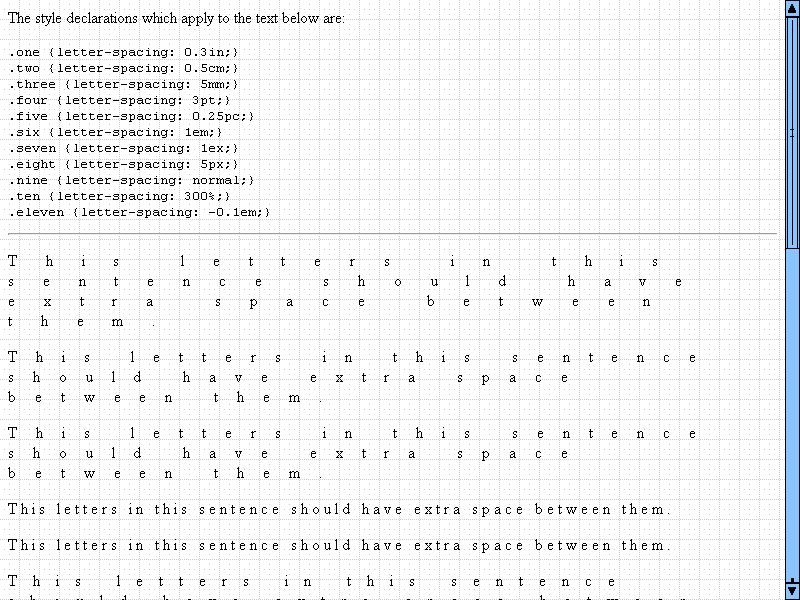 The style declarations which apply to the text below are:
.one {letter-spacing: 0.3in;}
.two {letter-spacing: 0.5cm;}
.three {letter-spacing: 5mm;}
.four {letter-spacing: 3pt;}
.five {letter-spacing: 0.25pc;}
.six {letter-spacing: 1em;}
.seven {letter-spacing: 1ex;}
.eight {letter-spacing: 5px;}
.nine {letter-spacing: normal;}
.ten {letter-spacing: 300%;}
.eleven {letter-spacing: -0.1em;}
This letters in this
sentence should have
extra space between
them.
This letters in this sentence
should have extra space
between them.
This letters in this sentence
should have extra space
between them.
This letters in this sentence should have extra space between them.
This letters in this sentence should have extra space between them.
This letters in this sentence